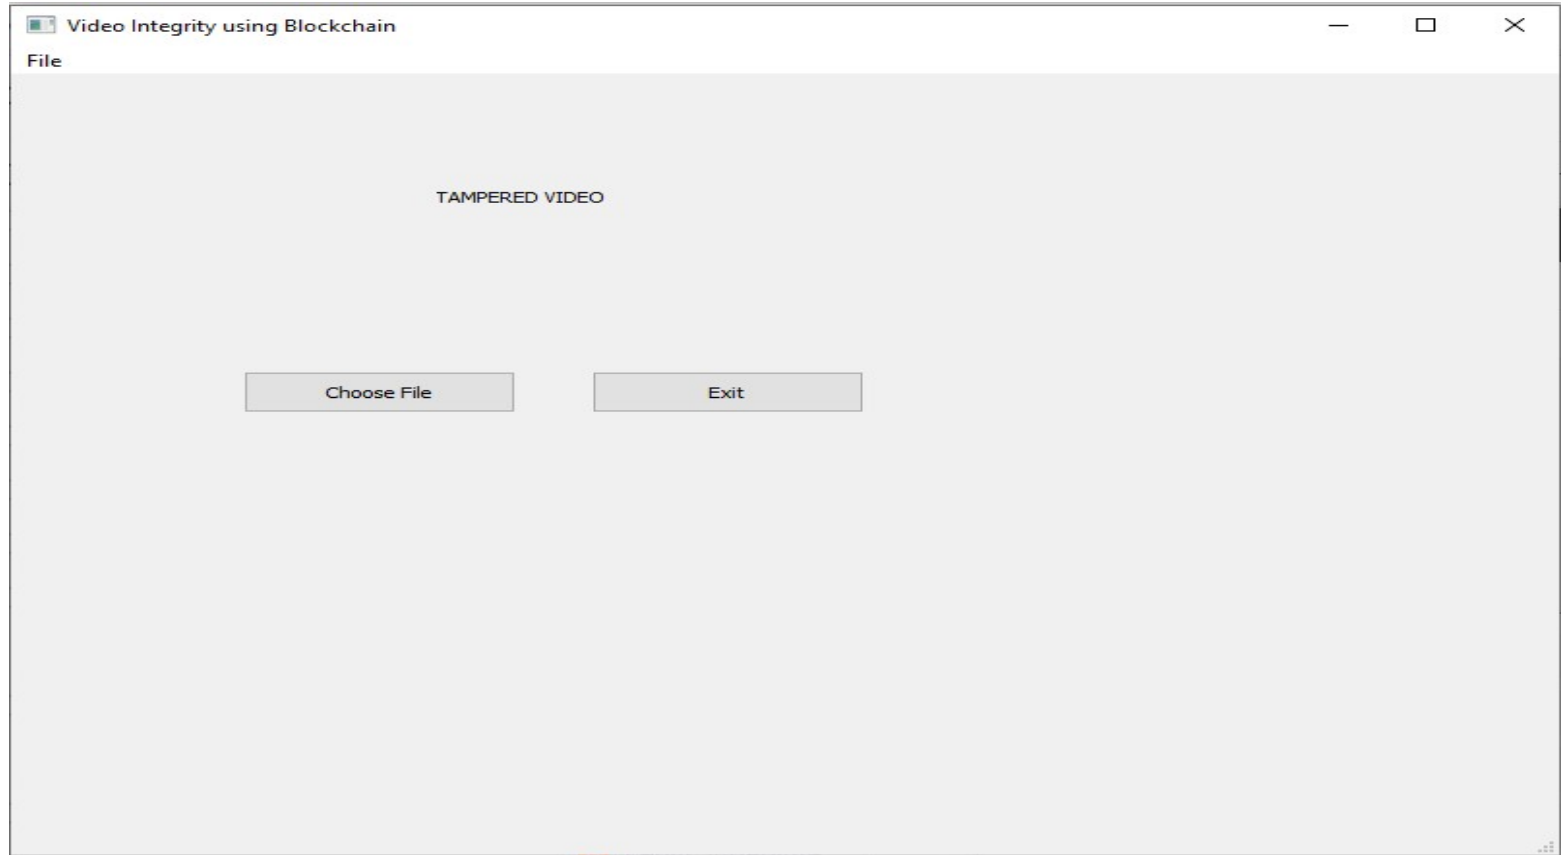 Video Integrity using Blockchain
File
TAMPERED VIDEO
Choose File
Exit